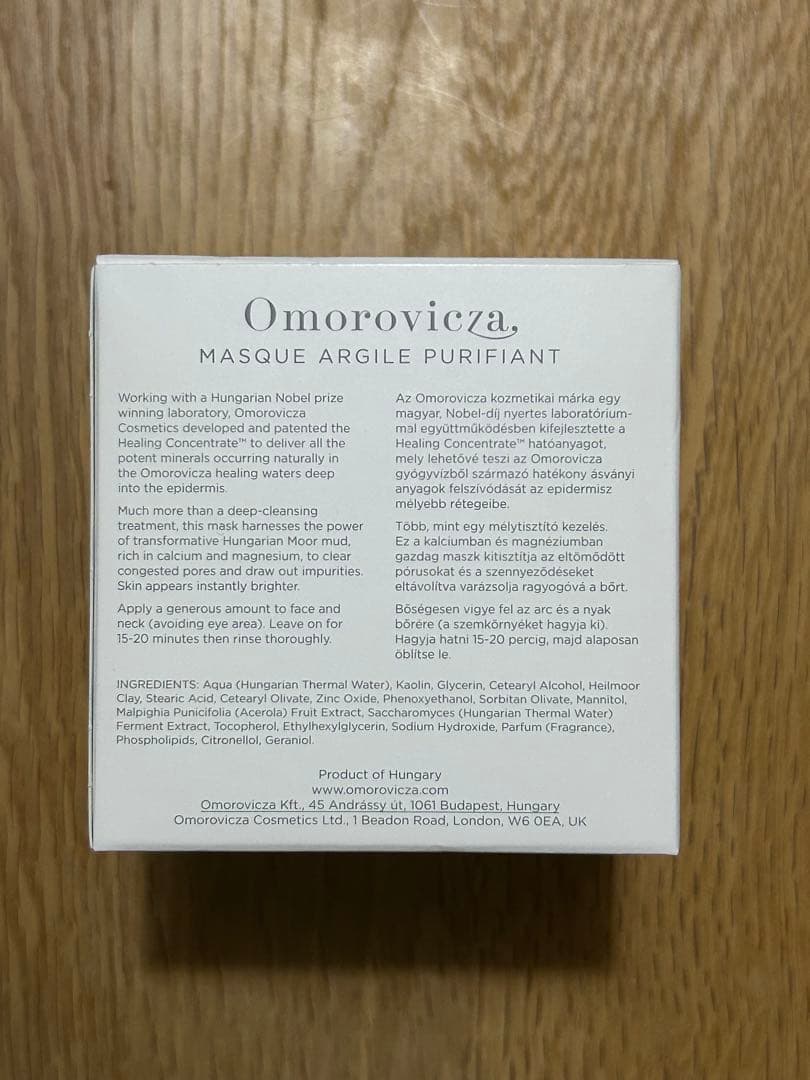 Omorovicza
MASQUE ARGILE PURIFIANT
Working with a Hungarian Nobel prize
winning laboratory, Omorovicza
Cosmetics developed and patented the
Healing Concentrate™ to deliver all the
potent minerals occurring naturally in
the Omorovicza healing waters deep
into the epidermis.
Much more than a deep-cleansing
treatment, this mask harnesses the power
of transformative Hungarian Moor mud,
rich in calcium and magnesium, to clear
congested pores and draw out impurities.
Skin appears instantly brighter.
Apply a generous amount to face and
neck (avoiding eye area). Leave on for
15-20 minutes then rinse thoroughly.
Az Omorovicza kozmetikai márka egy
magyar, Nobel-díj nyertes laboratórium-
mal együttműködésben kifejlesztette a
Healing Concentrate™ hatóanyagot,
mely lehetővé teszi az Omorovicza
gyógyvízből származó hatékony ásványi
anyagok felszívódását az epidermisz
mélyebb rétegeibe.
Több, mint egy mélytisztító kezelés.
Ez a kalciumban és magnéziumban
gazdag maszk kitisztítja az eltömődött
pórusokat és a szennyeződéseket
eltávolítva varázsolja ragyogóvá a bőrt.
Bőségesen vigye fel az arc és a nyak
bőrére (a szemkörnyéket hagyja ki).
Hagyja hatni 15-20 percig, majd alaposan
öblítse le.
INGREDIENTS: Aqua (Hungarian Thermal Water), Kaolin, Glycerin, Cetearyl Alcohol, Heilmoor
Clay, Stearic Acid, Cetearyl Olivate, Zinc Oxide, Phenoxyethanol, Sorbitan Olivate, Mannitol,
Malpighia Punicifolia (Acerola) Fruit Extract, Saccharomyces (Hungarian Thermal Water)
Ferment Extract, Tocopherol, Ethylhexylglycerin, Sodium Hydroxide, Parfum (Fragrance),
Phospholipids, Citronellol, Geraniol.
Product of Hungary
www.omorovicza.com
Omorovicza Kft., 45 Andrássy út, 1061 Budapest, Hungary
Omorovicza Cosmetics Ltd., 1 Beadon Road, London, W6 0EA, UK